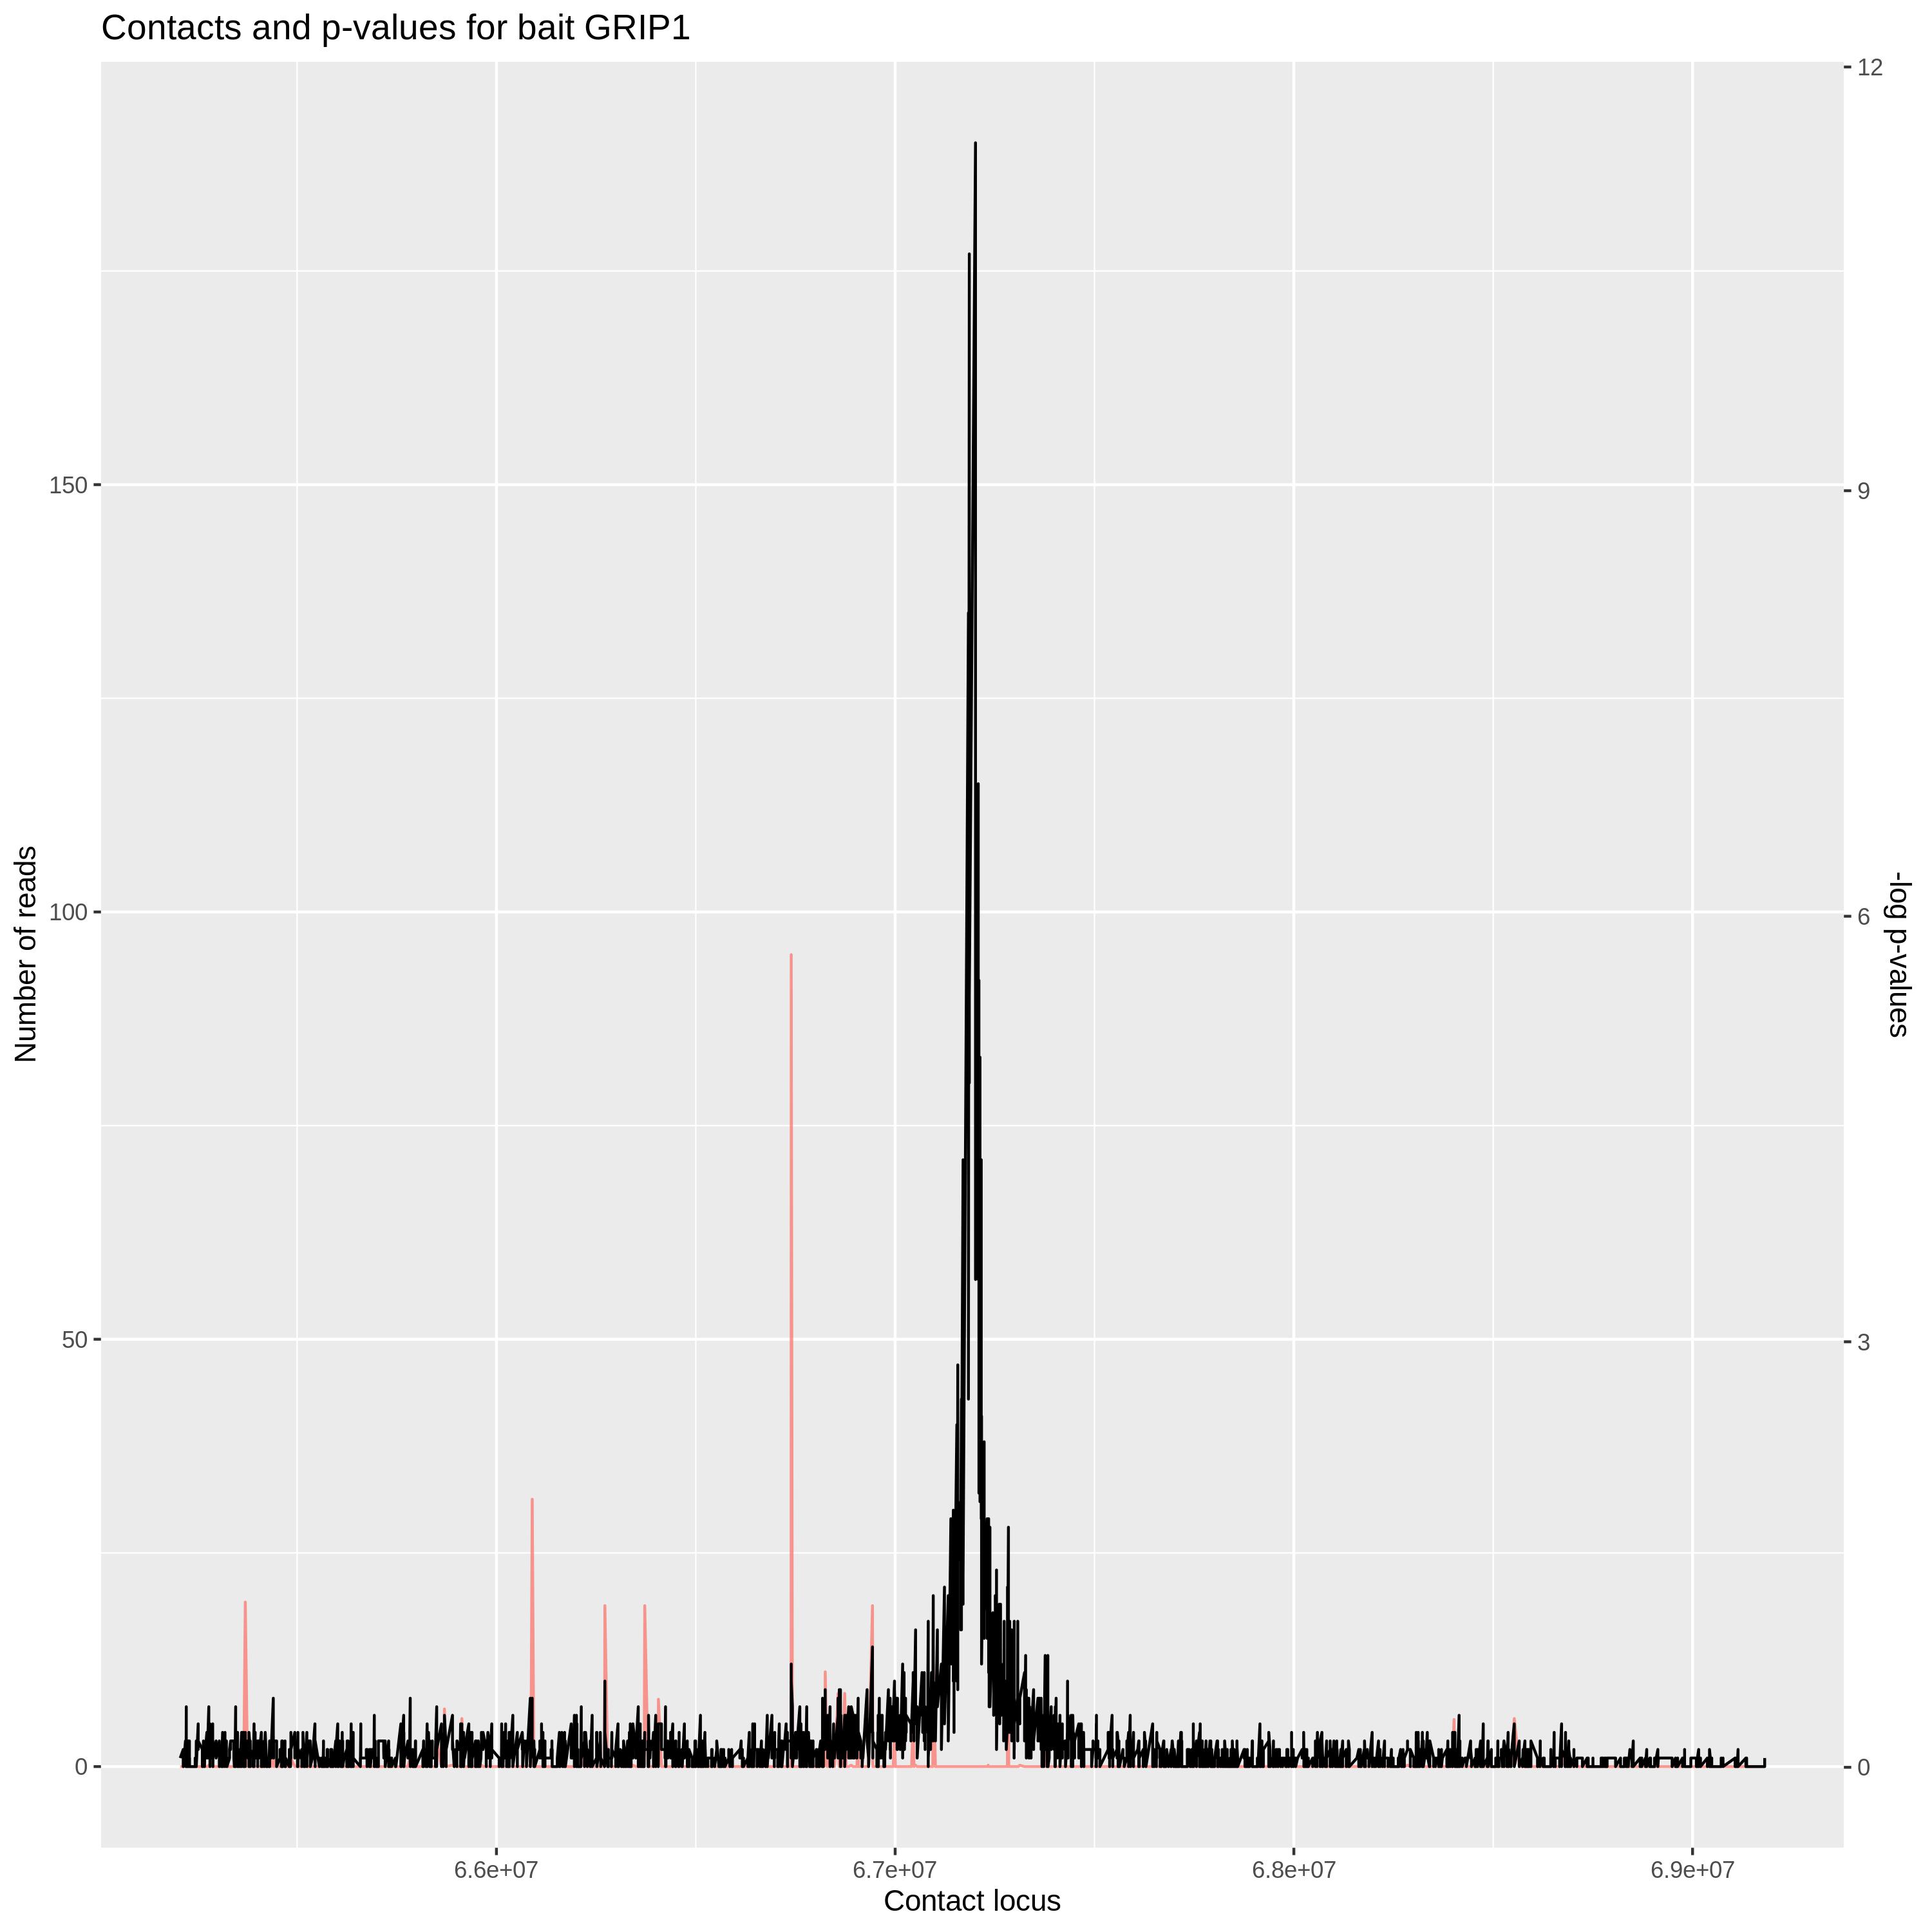 Contacts and p-values for bait GRIP1
Number of reads
150
100
50
0
12
9
6
3
0
-log p-values
6.6e+07
6.7e+07
6.8e+07
6.9e+07
Contact locus